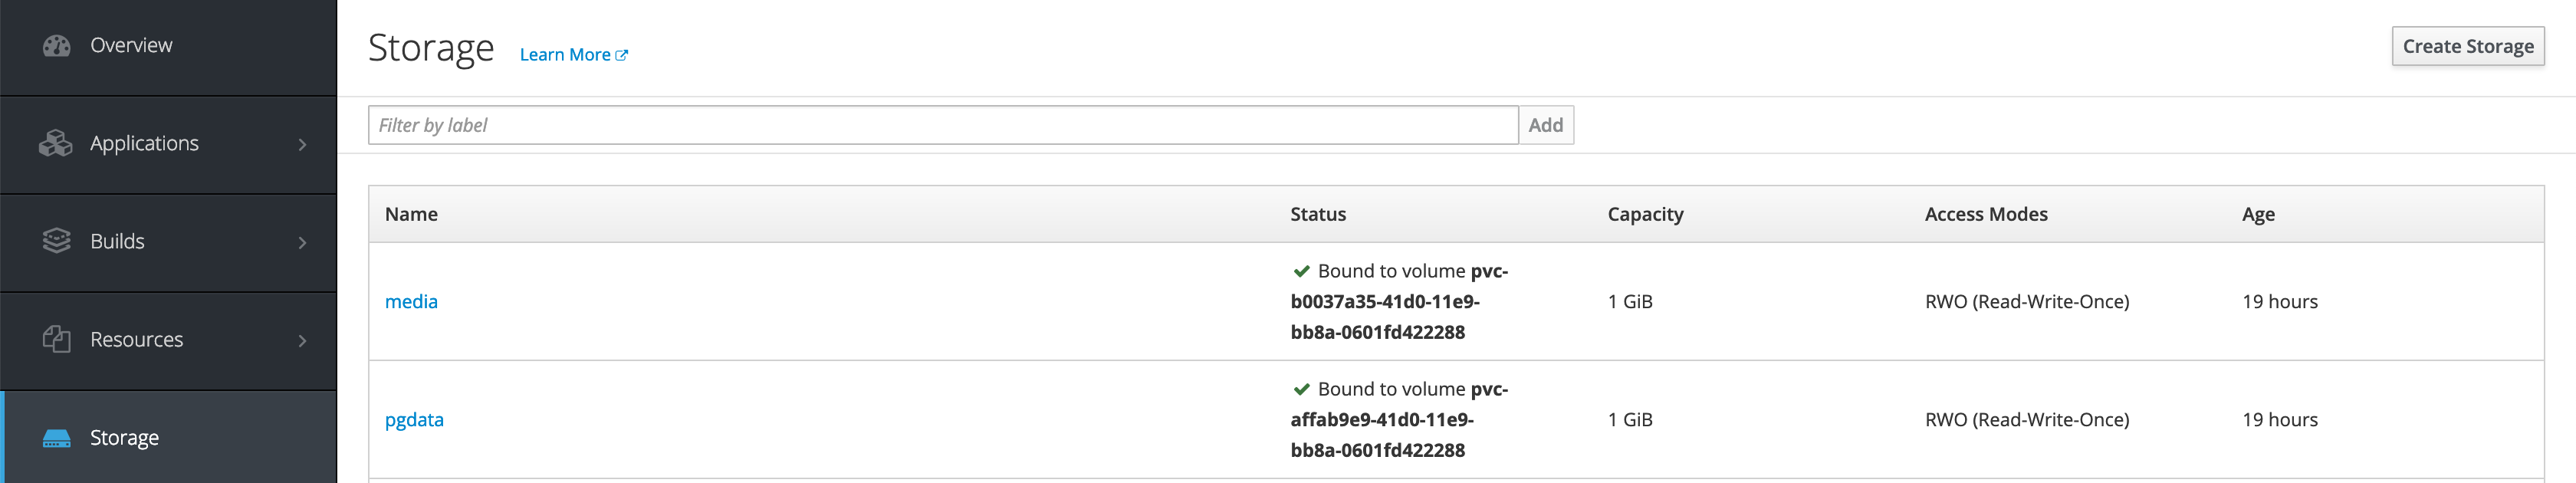 Overview
Applications
Builds
Resources
Storage
Storage Learn More
Create Storage
Filter by label Add
Name Status Capacity Access Modes Age
media
Bound to volume pvc-
b0037a35-41d0-11e9-
bb8a-0601fd422288
1 GiB
RWO (Read-Write-Once)
19 hours
pgdata
Bound to volume pvc-
affab9e9-41d0-11e9-
bb8a-0601fd422288
1 GiB
RWO (Read-Write-Once)
19 hours